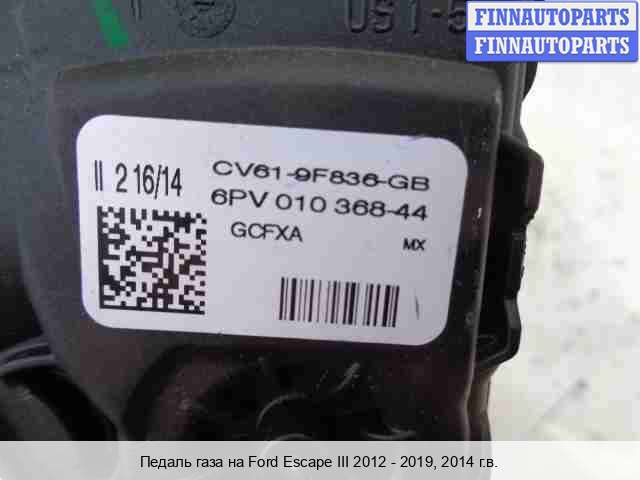 FINNAUTOPARTS
FINNAUTOPARTS
II 2 16/14
CV61-9F836-GB
6PV 010 368-44
GCFXA
MX
Педаль газа на Ford Escape III 2012 - 2019, 2014 г.в.